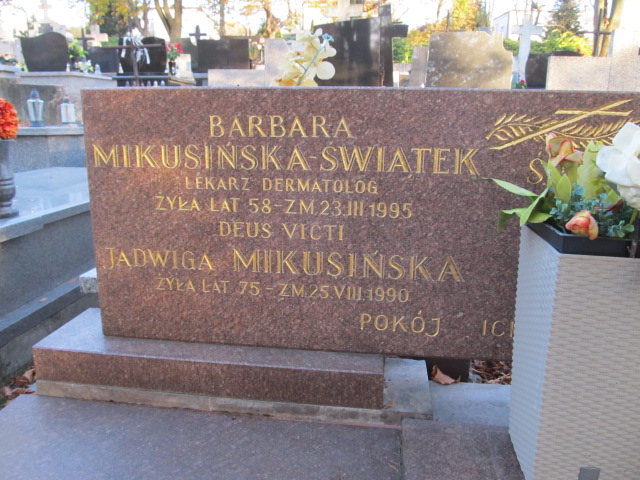 BARBARA
MIKUSIŃSKA-ŚWIATEK
LEKARZ DERMATOLOG
ŻYŁA LAT 58 - ZM. 23.III 1995
DEUS VICTI
JADWIGA MIKUSIŃSKA
ŻYŁA LAT 75 - ZM. 25.VIII.1990
POKÓJ